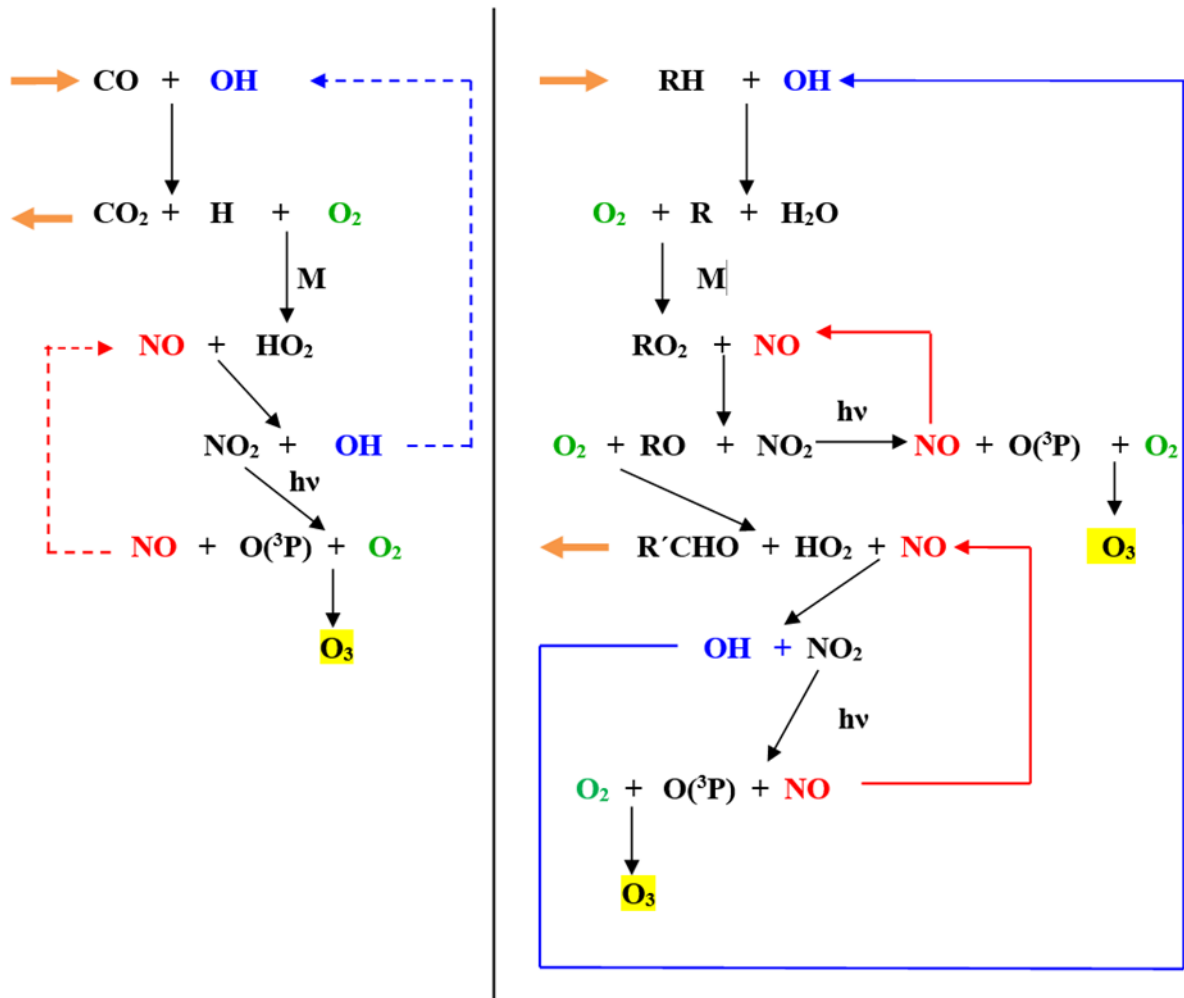 CO + OH
CO₂ + H + O₂
M
NO + HO₂
NO₂ + OH
hν
NO + O(³P) + O₂
O₃
RH + OH
O₂ + R + H₂O
M
RO₂ + NO
hν
O₂ + RO + NO₂ NO + O(³P) + O₂
R´CHO + HO₂ + NO O₃
OH + NO₂
hν
O₂ + O(³P) + NO
O₃